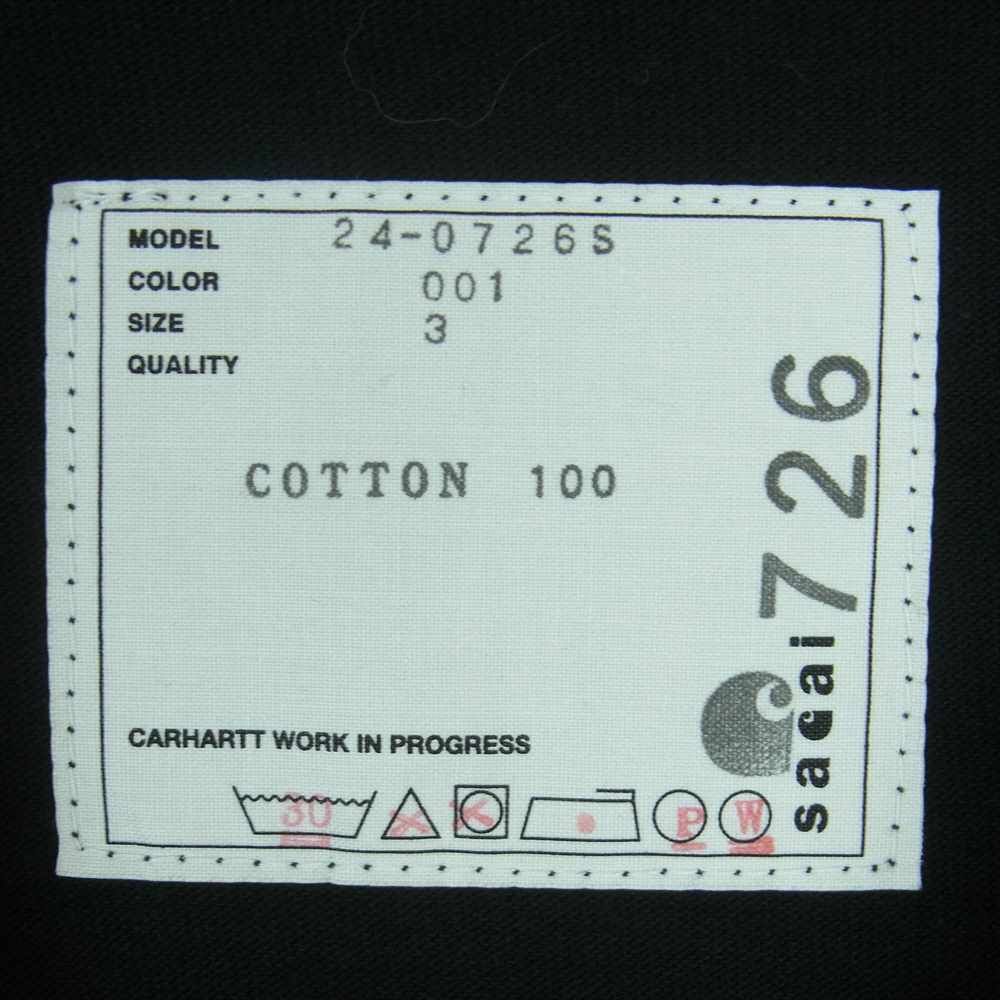 MODEL 24-0726S
COLOR 001
SIZE 3
QUALITY
COTTON 100
CARHARTT WORK IN PROGRESS
30 P W
sacai 726